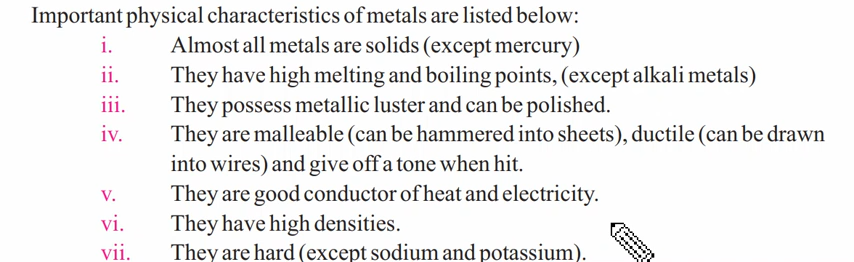 Important physical characteristics of metals are listed below:
i. Almost all metals are solids (except mercury)
ii. They have high melting and boiling points, (except alkali metals)
iii. They possess metallic luster and can be polished.
iv. They are malleable (can be hammered into sheets), ductile (can be drawn
into wires) and give off a tone when hit.
v. They are good conductor of heat and electricity.
vi. They have high densities.
vii. They are hard (except sodium and potassium).